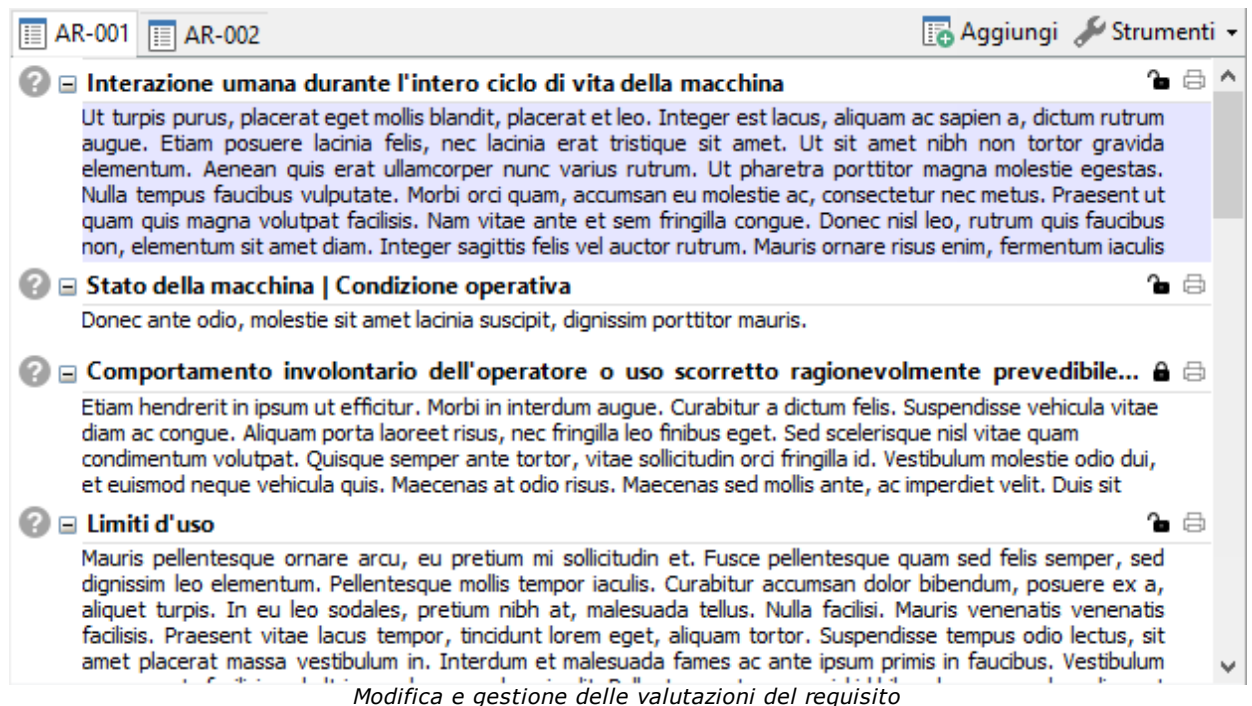 AR-001 AR-002 Aggiungi Strumenti
Interazione umana durante l'intero ciclo di vita della macchina
Ut turpis purus, placerat eget mollis blandit, placerat et leo. Integer est lacus, aliquam ac sapien a, dictum rutrum
augue. Etiam posuere lacinia felis, nec lacinia erat tristique sit amet. Ut sit amet nibh non tortor gravida
elementum. Aenean quis erat ullamcorper nunc varius rutrum. Ut pharetra porttitor magna molestie egestas.
Nulla tempus faucibus vulputate. Morbi orci quam, accumsan eu molestie ac, consectetur nec metus. Praesent ut
quam quis magna volutpat facilisis. Nam vitae ante et sem fringilla congue. Donec nisl leo, rutrum quis faucibus
non, elementum sit amet diam. Integer sagittis felis vel auctor rutrum. Mauris ornare risus enim, fermentum iaculis
Stato della macchina | Condizione operativa
Donec ante odio, molestie sit amet lacinia suscipit, dignissim porttitor mauris.
Comportamento involontario dell'operatore o uso scorretto ragionevolmente prevedibile...
Etiam hendrerit in ipsum ut efficitur. Morbi in interdum augue. Curabitur a dictum felis. Suspendisse vehicula vitae
diam ac congue. Aliquam porta laoreet risus, nec fringilla leo finibus eget. Sed scelerisque nisl vitae quam
condimentum volutpat. Quisque semper ante tortor, vitae sollicitudin orci fringilla id. Vestibulum molestie odio dui,
et euismod neque vehicula quis. Maecenas at odio risus. Maecenas sed mollis ante, ac imperdiet velit. Duis sit
Limiti d'uso
Mauris pellentesque ornare arcu, eu pretium mi sollicitudin et. Fusce pellentesque quam sed felis semper, sed
dignissim leo elementum. Pellentesque mollis tempor iaculis. Curabitur accumsan dolor bibendum, posuere ex a,
aliquet turpis. In eu leo sodales, pretium nibh at, malesuada tellus. Nulla facilisi. Mauris venenatis venenatis
facilisis. Praesent vitae lacus tempor, tincidunt lorem eget, aliquam tortor. Suspendisse tempus odio lectus, sit
amet placerat massa vestibulum in. Interdum et malesuada fames ac ante ipsum primis in faucibus. Vestibulum
Modifica e gestione delle valutazioni del requisito